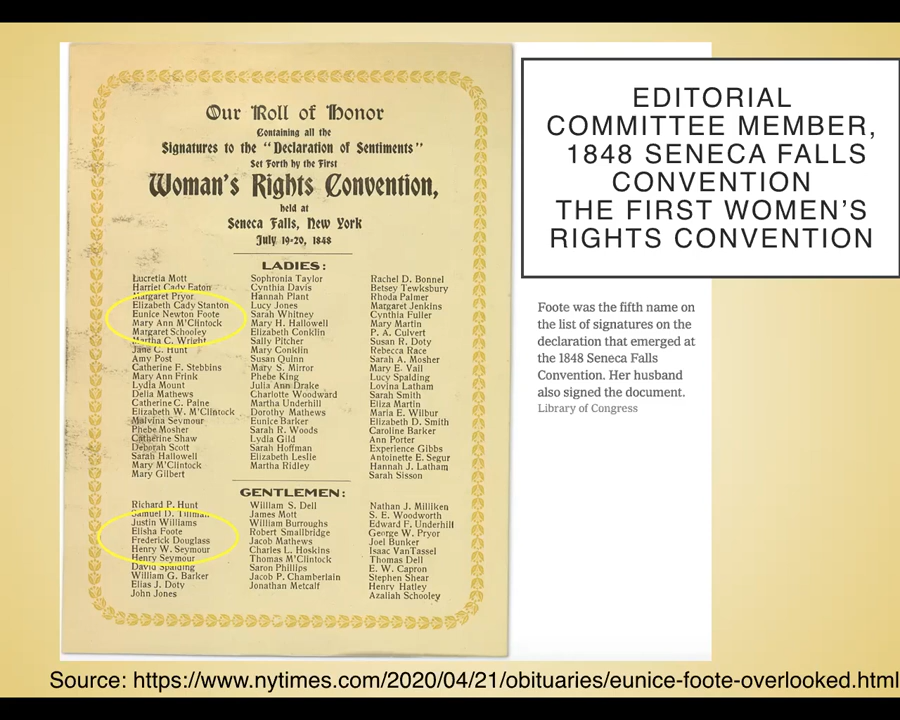 Our Roll of Honor
Containing all the
Signatures to the "Declaration of Sentiments"
Set Forth by the First
Woman's Rights Convention,
held at
Seneca Falls, New York
July 19-20, 1848
LADIES:
Lucretia Mott
Harriet Cady Eaton
Margaret Pryor
Elizabeth Cady Stanton
Eunice Newton Foote
Mary Ann M'Clintock
Margaret Schooley
Martha C. Wright
Jane C. Hunt
Amy Post
Catherine F. Stebbins
Mary Ann Frink
Lydia Mount
Delia Mathews
Catherine C. Paine
Elizabeth W. M'Clintock
Malvina Seymour
Phebe Mosher
Catherine Shaw
Deborah Scott
Sarah Hallowell
Mary M'Clintock
Mary Gilbert
Sophronia Taylor
Cynthia Davis
Hannah Plant
Lucy Jones
Sarah Whitney
Mary H. Hallowell
Elizabeth Conklin
Sally Pitcher
Mary Conklin
Susan Quinn
Mary S. Mirror
Phebe King
Julia Ann Drake
Charlotte Woodward
Martha Underhill
Dorothy Mathews
Eunice Barker
Sarah R. Woods
Lydia Gild
Sarah Hoffman
Elizabeth Leslie
Martha Ridley
Rachel D. Bonnel
Betsey Tewksbury
Rhoda Palmer
Margaret Jenkins
Cynthia Fuller
Mary Martin
P. A. Culvert
Susan R. Doty
Rebecca Race
Sarah A. Mosher
Mary E. Vail
Lucy Spalding
Lovina Latham
Sarah Smith
Eliza Martin
Maria E. Wilbur
Elizabeth D. Smith
Caroline Barker
Ann Porter
Experience Gibbs
Antoinette E. Segur
Hannah J. Latham
Sarah Sisson
GENTLEMEN:
Richard P. Hunt
Samuel D. Tillman
Justin Williams
Elisha Foote
Frederick Douglass
Henry W. Seymour
Henry Seymour
David Spalding
William G. Barker
Elias J. Doty
John Jones
William S. Dell
James Mott
William Burroughs
Robert Smallbridge
Jacob Mathews
Charles L. Hoskins
Thomas M'Clintock
Saron Phillips
Jacob P. Chamberlain
Jonathan Metcalf
Nathan J. Milliken
S. E. Woodworth
Edward F. Underhill
George W. Pryor
Joel Bunker
Isaac VanTassel
Thomas Dell
E. W. Capron
Stephen Shear
Henry Hatley
Azaliah Schooley
EDITORIAL
COMMITTEE MEMBER,
1848 SENECA FALLS
CONVENTION
THE FIRST WOMEN'S
RIGHTS CONVENTION
Foote was the fifth name on
the list of signatures on the
declaration that emerged at
the 1848 Seneca Falls
Convention. Her husband
also signed the document.
Library of Congress
Source: https://www.nytimes.com/2020/04/21/obituaries/eunice-foote-overlooked.html